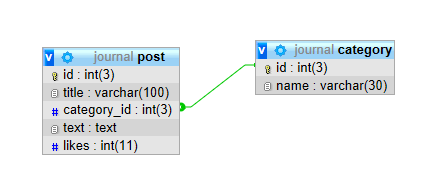 v journal post
id : int(3)
title : varchar(100)
# category_id : int(3)
text : text
# likes : int(11)
v journal category
id : int(3)
name : varchar(30)